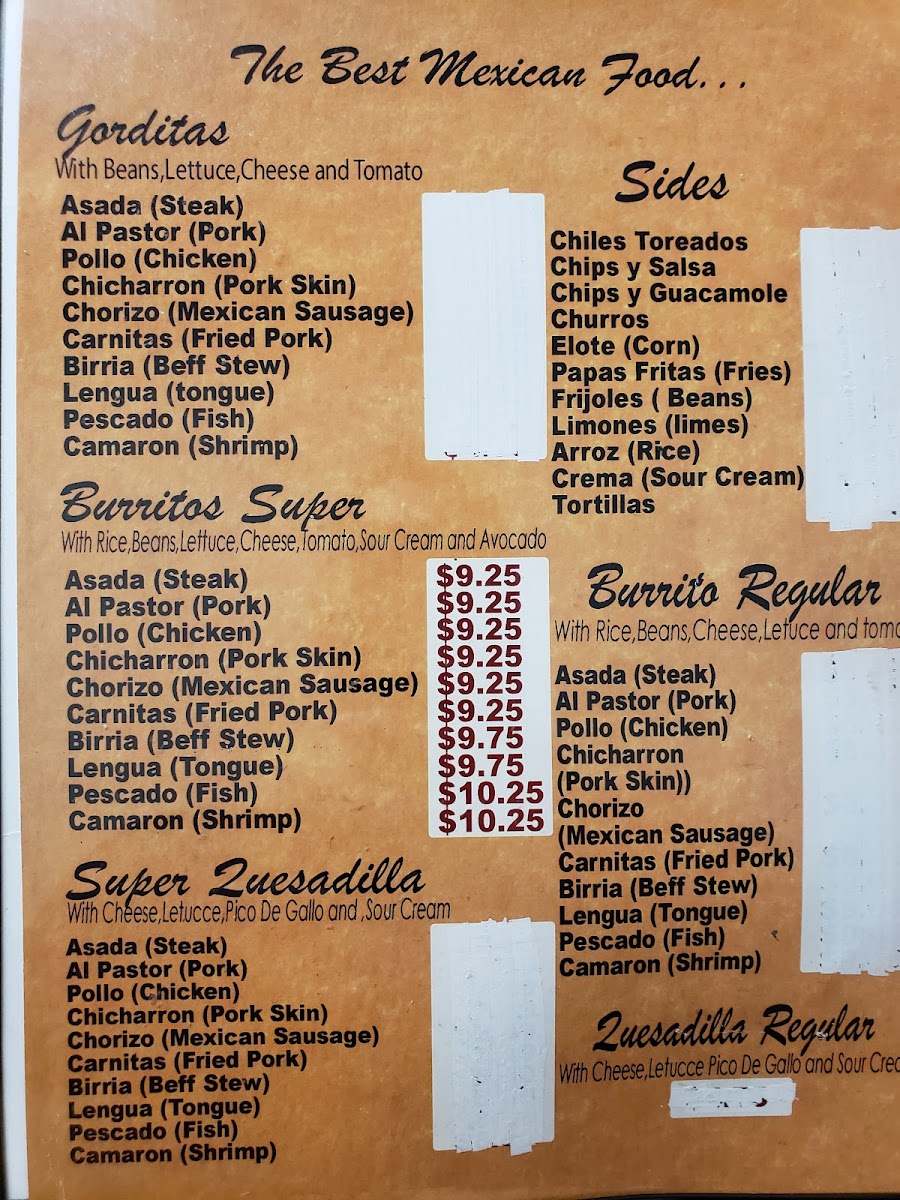 The Best Mexican Food...
Gorditas
With Beans,Lettuce,Cheese and Tomato
Asada (Steak)
Al Pastor (Pork)
Pollo (Chicken)
Chicharron (Pork Skin)
Chorizo (Mexican Sausage)
Carnitas (Fried Pork)
Birria (Beff Stew)
Lengua (tongue)
Pescado (Fish)
Camaron (Shrimp)
Burritos Super
With Rice,Beans,Lettuce,Cheese,Tomato,Sour Cream and Avocado
Asada (Steak) $9.25
Al Pastor (Pork) $9.25
Pollo (Chicken) $9.25
Chicharron (Pork Skin) $9.25
Chorizo (Mexican Sausage) $9.25
Carnitas (Fried Pork) $9.25
Birria (Beff Stew) $9.75
Lengua (Tongue) $9.75
Pescado (Fish) $10.25
Camaron (Shrimp) $10.25
Super Quesadilla
With Cheese,Letucce,Pico De Gallo and ,Sour Cream
Asada (Steak)
Al Pastor (Pork)
Pollo (Chicken)
Chicharron (Pork Skin)
Chorizo (Mexican Sausage)
Carnitas (Fried Pork)
Birria (Beff Stew)
Lengua (Tongue)
Pescado (Fish)
Camaron (Shrimp)
Sides
Chiles Toreados
Chips y Salsa
Chips y Guacamole
Churros
Elote (Corn)
Papas Fritas (Fries)
Frijoles ( Beans)
Limones (limes)
Arroz (Rice)
Crema (Sour Cream)
Tortillas
Burrito Regular
With Rice,Beans,Cheese,Letuce and
Asada (Steak)
Al Pastor (Pork)
Pollo (Chicken)
Chicharron
(Pork Skin))
Chorizo
(Mexican Sausage)
Carnitas (Fried Pork)
Birria (Beff Stew)
Lengua (Tongue)
Pescado (Fish)
Camaron (Shrimp)
Quesadilla Regular
With Cheese,Letucce Pico De Gallo and Sour